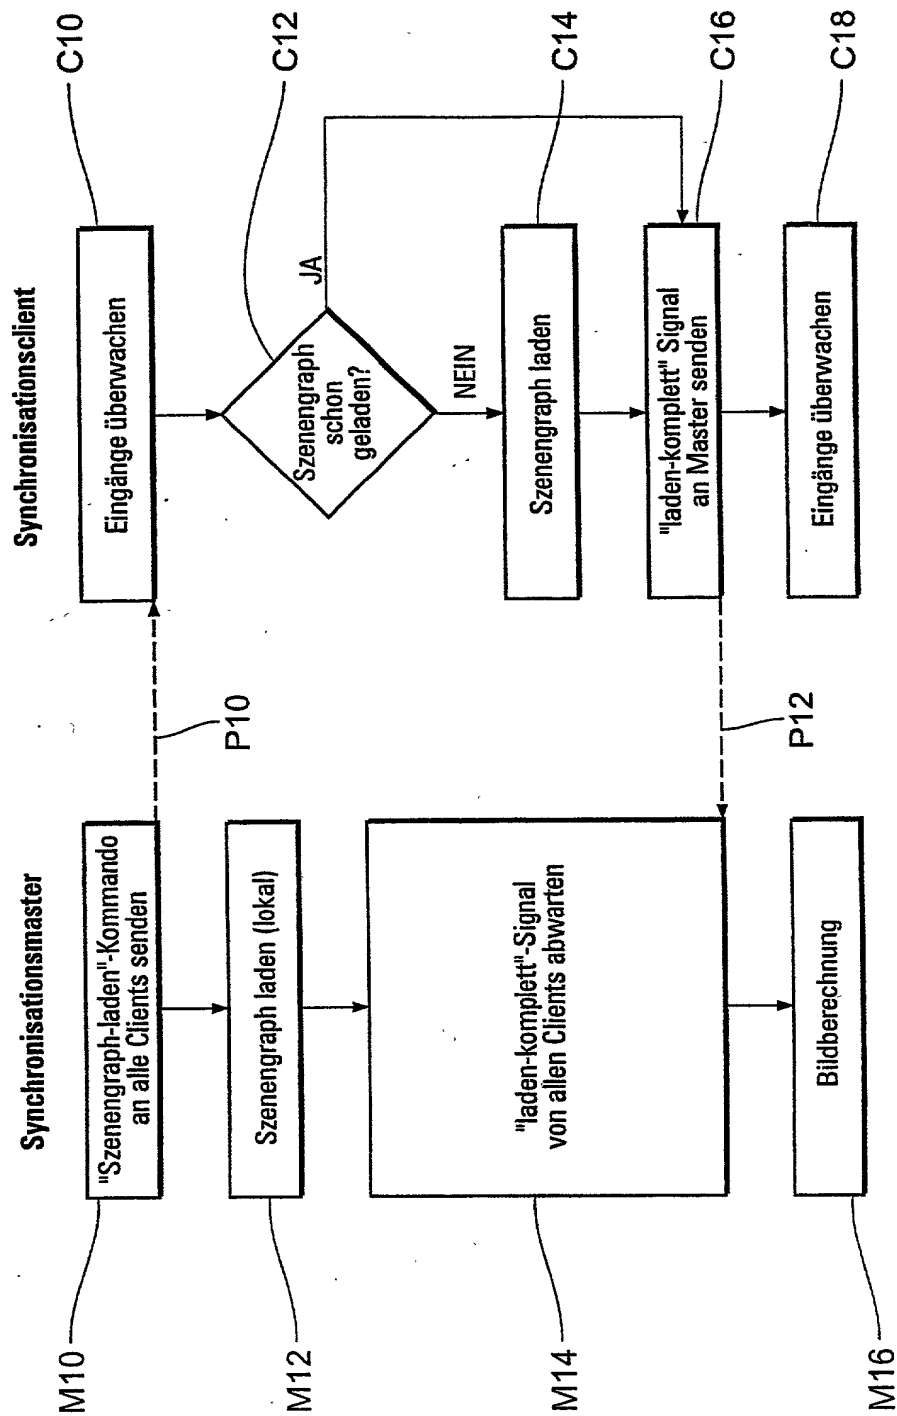 Synchronisationsmaster
Synchronisationsclient
M10
"Szenengraph-laden"-Kommando
an alle Clients senden
P10
Eingänge überwachen
C10
M12
Szenengraph laden (lokal)
Szenengraph
schon
geladen?
JA
C12
NEIN
M14
"laden-komplett"-Signal
von allen Clients abwarten
Szenengraph laden
C14
P12
"laden-komplett" Signal
an Master senden
C16
M16
Bildberechnung
Eingänge überwachen
C18